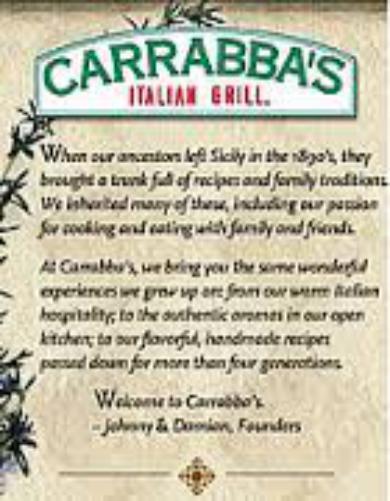 CARRABBA'S
ITALIAN GRILL.
When our ancestors left Sicily in the 1890's, they
brought a trunk full of recipes and family traditions.
We inherited many of these, including our passion
for cooking and eating with family and friends.
At Carrabba's, we bring you the same wonderful
experiences we grew up on: from our warm Italian
hospitality; to the authentic aromas in our open
kitchen; to our flavorful, handmade recipes
passed down for more than four generations.
Welcome to Carrabba's.
– Johnny & Damian, Founders